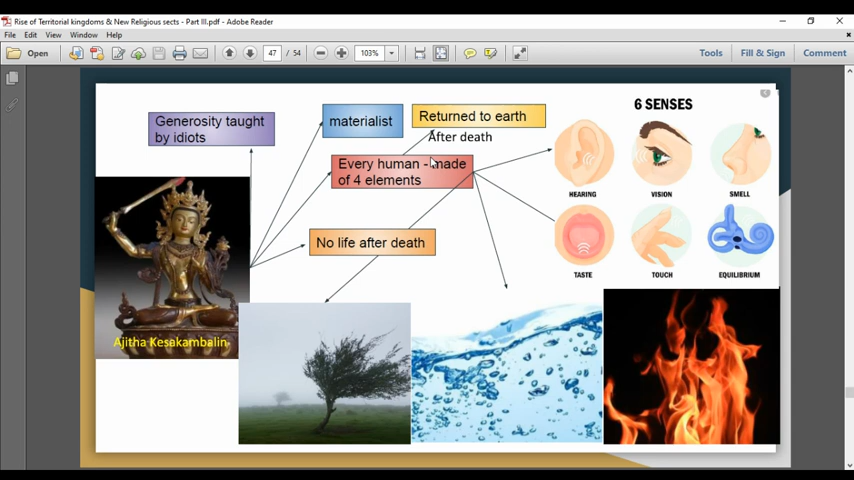 Rise of Territorial kingdoms & New Religious sects - Part III.pdf - Adobe Reader
File Edit View Window Help
Open 47 / 54 103% Tools Fill & Sign Comment
Generosity taught
by idiots
materialist
Returned to earth
After death
Every human - made
of 4 elements
No life after death
Ajitha Kesakambalin
6 SENSES
HEARING VISION SMELL
TASTE TOUCH EQUILIBRIUM